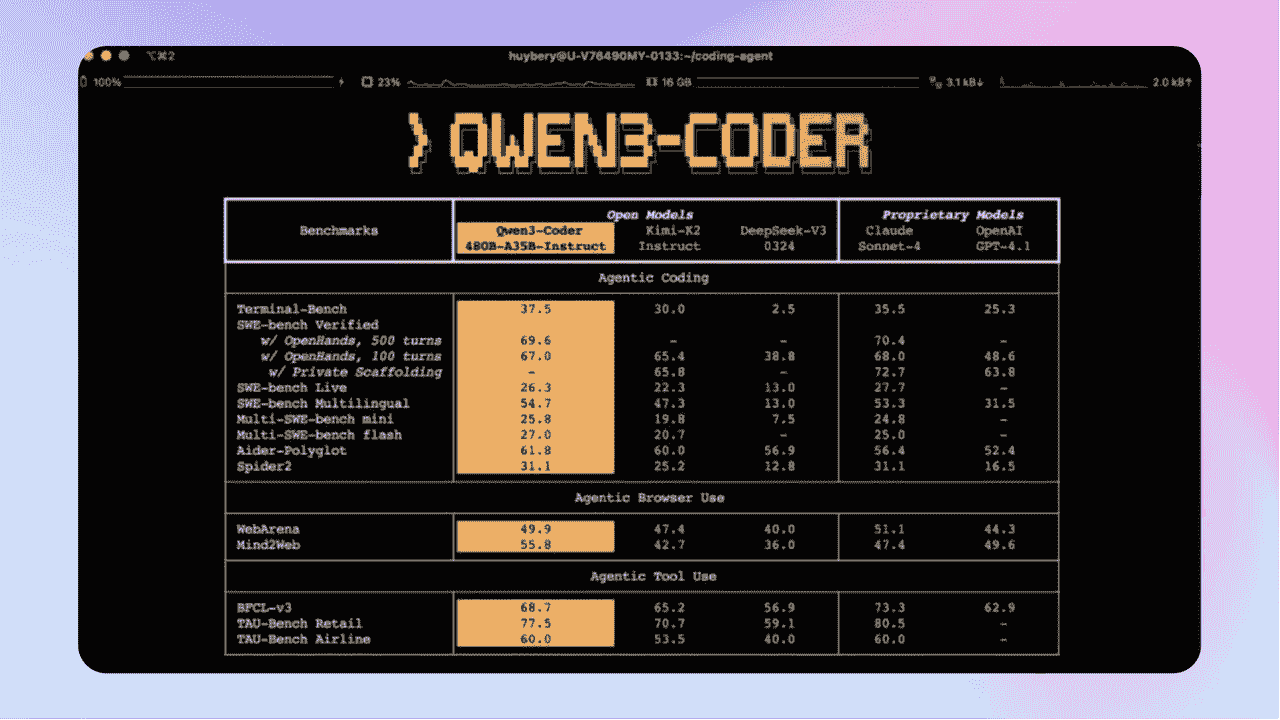 ⌥⌘2 huybery@U-V76490MY-0133:~/coding-agent
100% 23% 16 GB 3.1 kB↓ 2.0 kB↑
> QWEN3-CODER
Benchmarks Open Models Proprietary Models
Qwen3-Coder Kimi-K2 DeepSeek-V3 Claude OpenAI
480B-A35B-Instruct Instruct 0324 Sonnet-4 GPT-4.1
Agentic Coding
Terminal-Bench 37.5 30.0 2.5 35.5 25.3
SWE-bench Verified
w/ OpenHands, 500 turns 69.6 – – 70.4 –
w/ OpenHands, 100 turns 67.0 65.4 38.8 68.0 48.6
w/ Private Scaffolding – 65.8 – 72.7 63.8
SWE-bench Live 26.3 22.3 13.0 27.7 –
SWE-bench Multilingual 54.7 47.3 13.0 53.3 31.5
Multi-SWE-bench mini 25.8 19.8 7.5 24.8 –
Multi-SWE-bench flash 27.0 20.7 – 25.0 –
Aider-Polyglot 61.8 60.0 56.9 56.4 52.4
Spider2 31.1 25.2 12.8 31.1 16.5
Agentic Browser Use
WebArena 49.9 47.4 40.0 51.1 44.3
Mind2Web 55.8 42.7 36.0 47.4 49.6
Agentic Tool Use
BFCL-v3 68.7 65.2 56.9 73.3 62.9
TAU-Bench Retail 77.5 70.7 59.1 80.5 –
TAU-Bench Airline 60.0 53.5 40.0 60.0 –